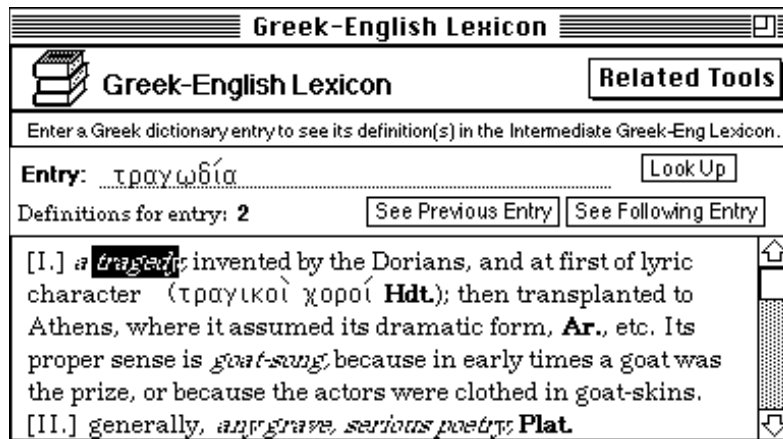 Greek-English Lexicon
Greek-English Lexicon
Related Tools
Enter a Greek dictionary entry to see its definition(s) in the Intermediate Greek-Eng Lexicon.
Entry: τραγωδία
Look Up
Definitions for entry: 2
See Previous Entry
See Following Entry
[I.] a tragedy, invented by the Dorians, and at first of lyric
character (τραγικοὶ χοροί Hdt.); then transplanted to
Athens, where it assumed its dramatic form, Ar., etc. Its
proper sense is goat-song, because in early times a goat was
the prize, or because the actors were clothed in goat-skins.
[II.] generally, any grave, serious poetry, Plat.